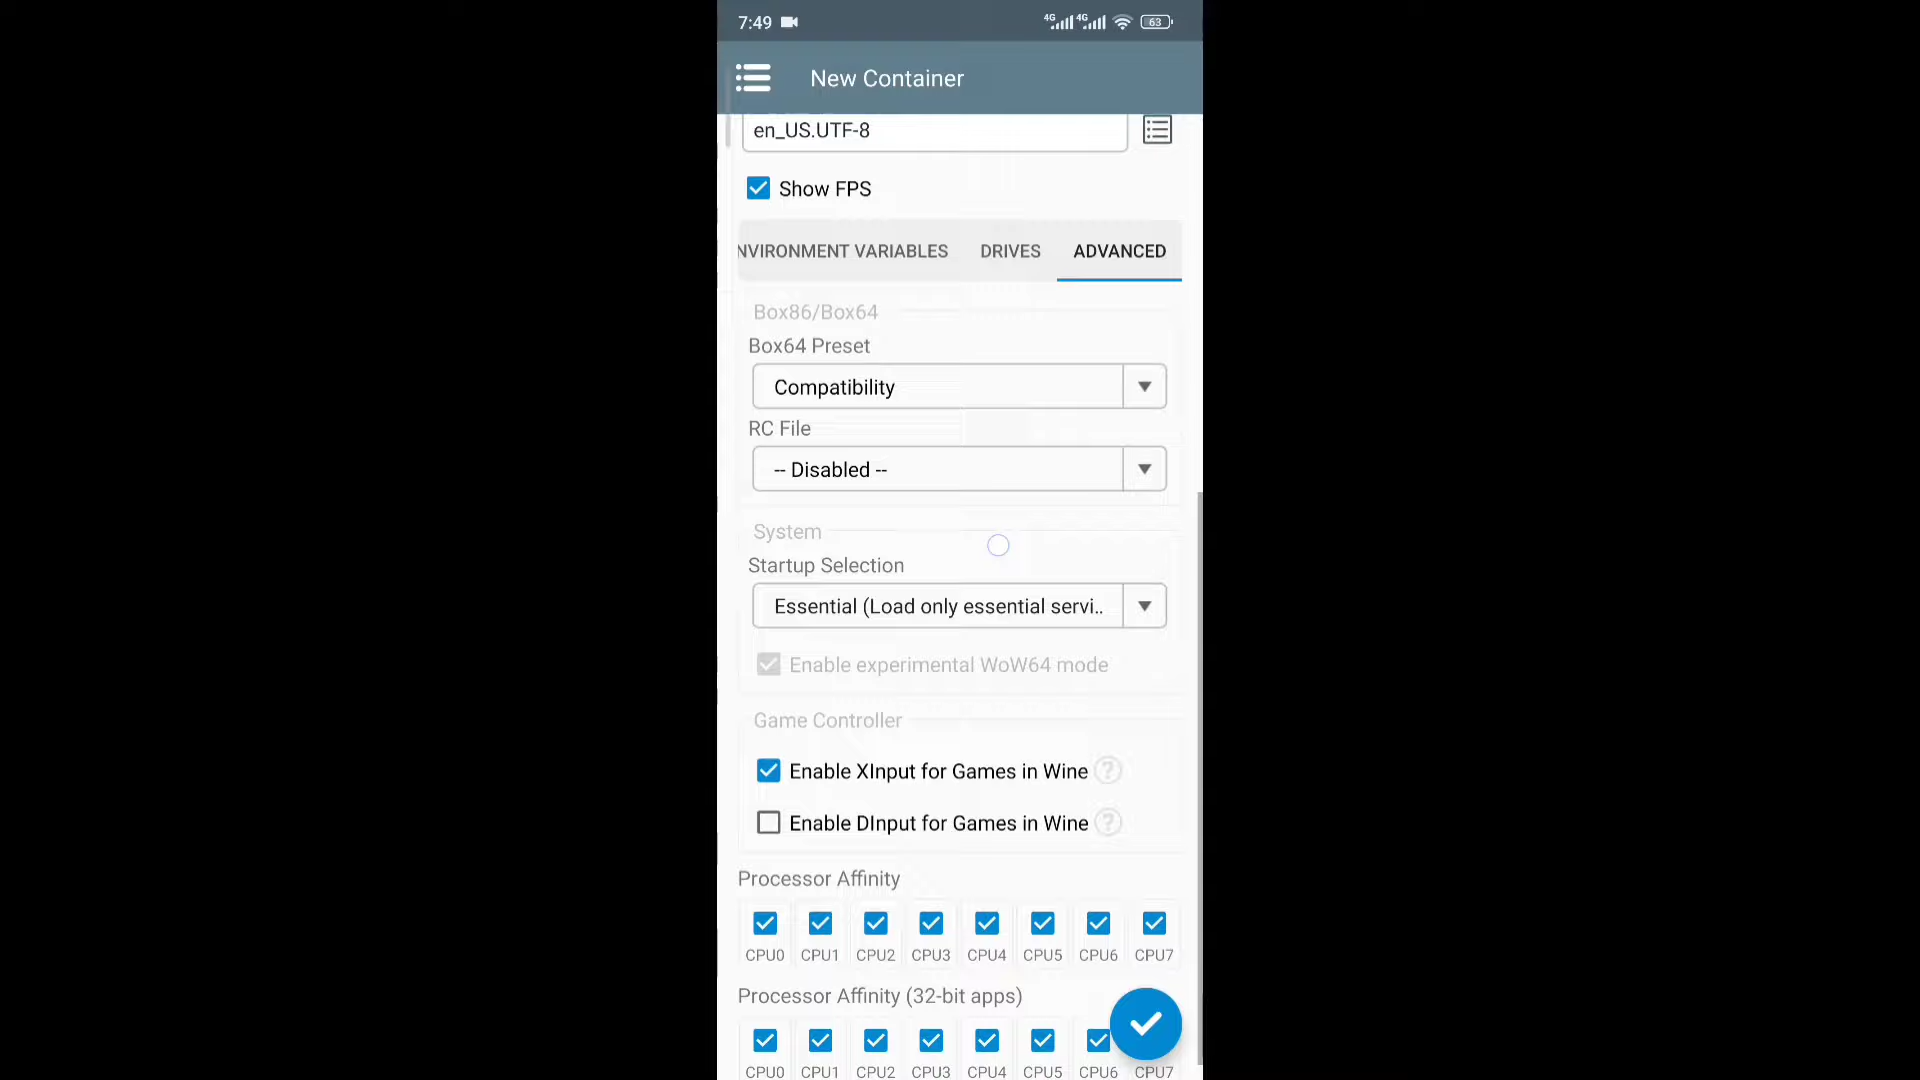 7:49
4G 4G 63
New Container
en_US.UTF-8
Show FPS
NVIRONMENT VARIABLES DRIVES ADVANCED
Box86/Box64
Box64 Preset
Compatibility
RC File
-- Disabled --
System
Startup Selection
Essential (Load only essential servi..
Enable experimental WoW64 mode
Game Controller
Enable XInput for Games in Wine ?
Enable DInput for Games in Wine ?
Processor Affinity
CPU0 CPU1 CPU2 CPU3 CPU4 CPU5 CPU6 CPU7
Processor Affinity (32-bit apps)
CPU0 CPU1 CPU2 CPU3 CPU4 CPU5 CPU6 CPU7